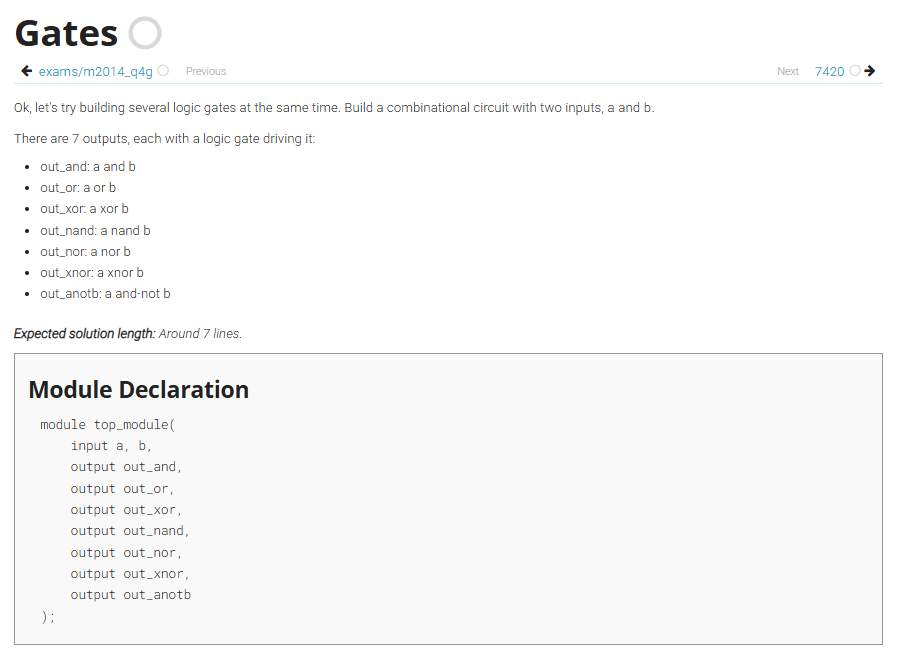 Gates
exams/m2014_q4g Previous Next 7420
Ok, let's try building several logic gates at the same time. Build a combinational circuit with two inputs, a and b.
There are 7 outputs, each with a logic gate driving it:
• out_and: a and b
• out_or: a or b
• out_xor: a xor b
• out_nand: a nand b
• out_nor: a nor b
• out_xnor: a xnor b
• out_anotb: a and-not b
Expected solution length: Around 7 lines.
Module Declaration
module top_module(
    input a, b,
    output out_and,
    output out_or,
    output out_xor,
    output out_nand,
    output out_nor,
    output out_xnor,
    output out_anotb
);